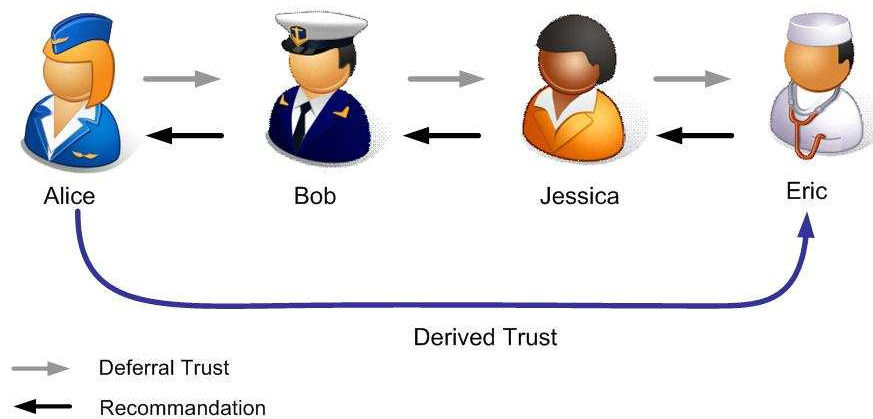 Alice
Bob
Jessica
Eric
Derived Trust
Deferral Trust
Recommandation